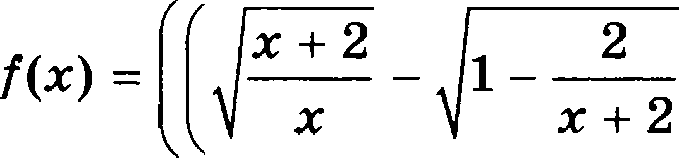 f(x) = ((√((x + 2)/x) − √(1 − 2/(x + 2))